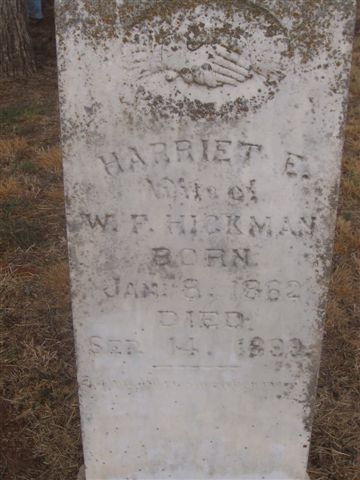 HARRIET E.
Wife of
W. F. HICKMAN
BORN
JAN. 8, 1862
DIED
SEP. 14,